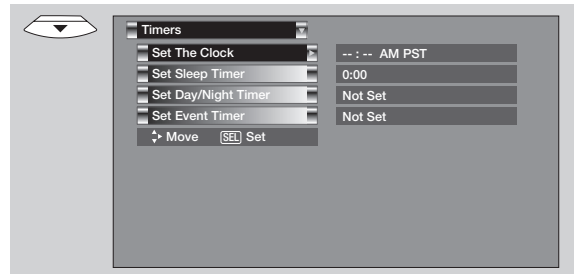 Timers
Set The Clock -- : -- AM PST
Set Sleep Timer 0:00
Set Day/Night Timer Not Set
Set Event Timer Not Set
Move SEL Set